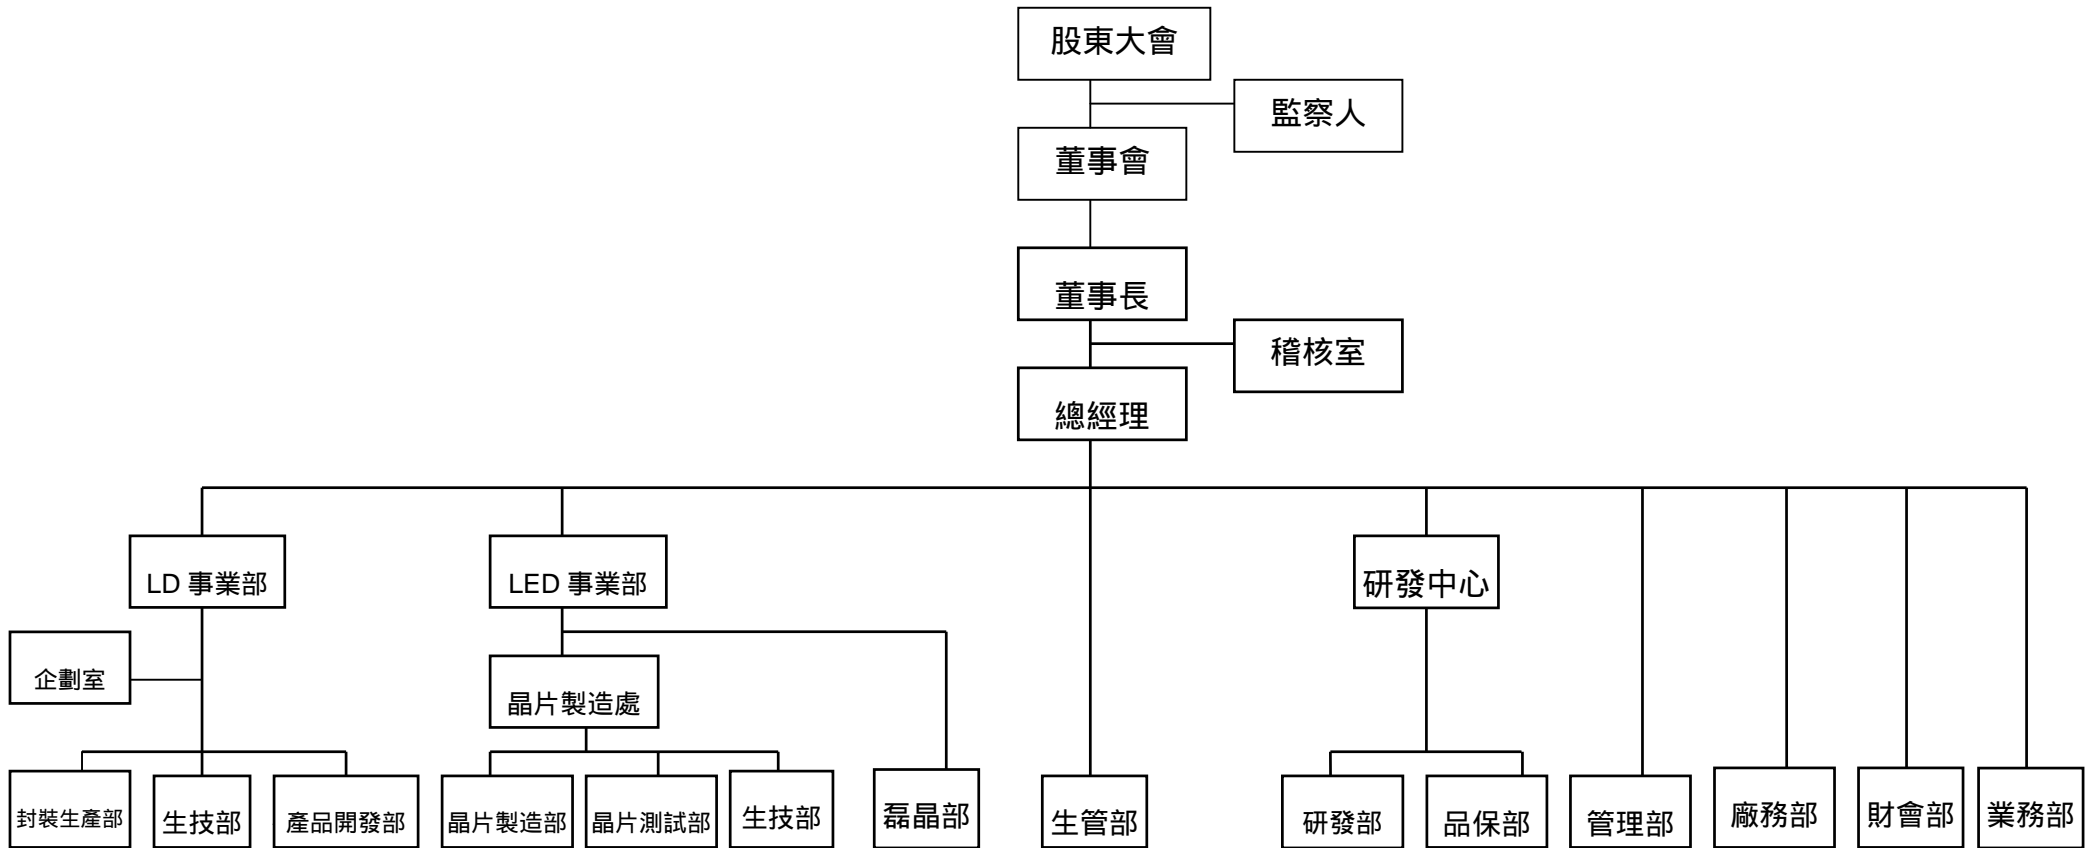 股東大會
監察人
董事會
董事長
稽核室
總經理
LD 事業部
LED 事業部
研發中心
企劃室
晶片製造處
封裝生產部
生技部
產品開發部
晶片製造部
晶片測試部
生技部
磊晶部
生管部
研發部
品保部
管理部
廠務部
財會部
業務部